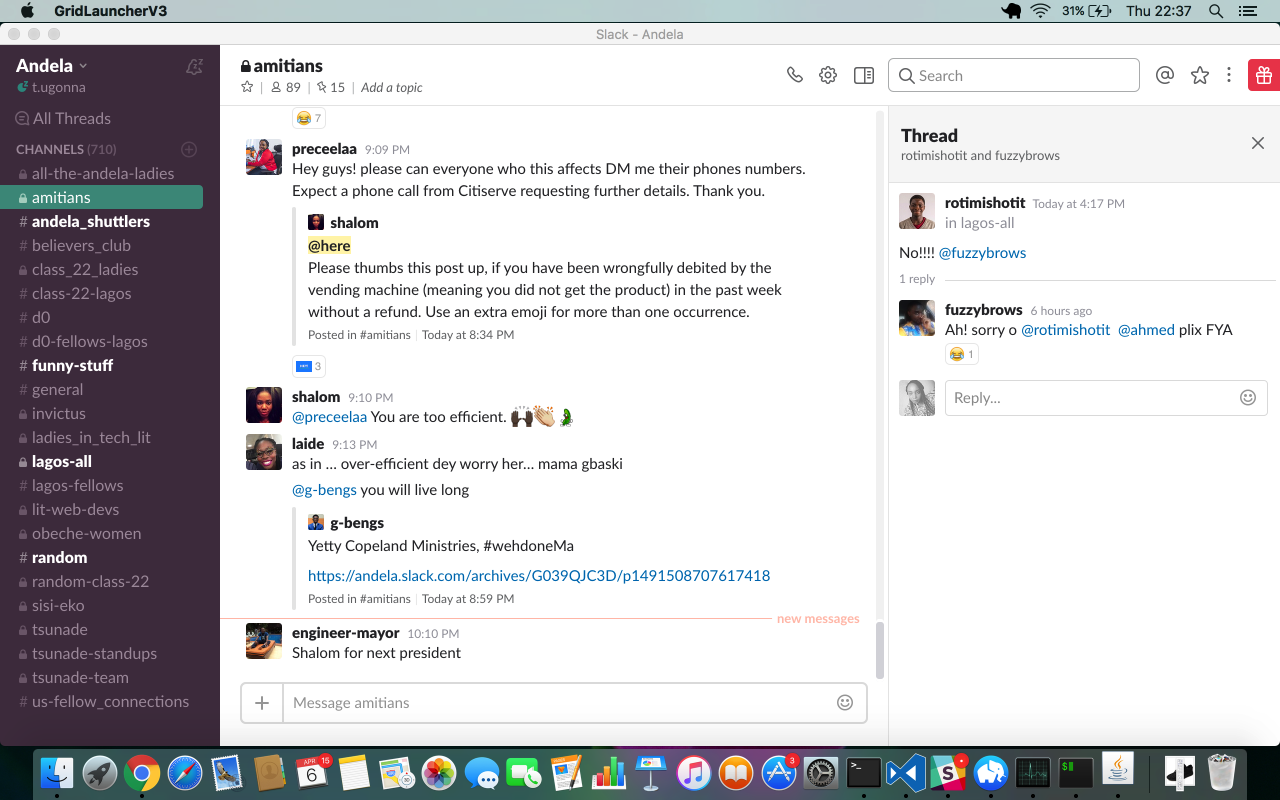 GridLauncherV3
31%
Thu 22:37
Slack - Andela
Andela
t.ugonna
All Threads
CHANNELS (710)
all-the-andela-ladies
amitians
# andela_shuttlers
# believers_club
class_22_ladies
# class-22-lagos
# d0
# d0-fellows-lagos
# funny-stuff
# general
invictus
ladies_in_tech_lit
lagos-all
# lagos-fellows
lit-web-devs
obeche-women
# random
random-class-22
sisi-eko
tsunade
tsunade-standups
tsunade-team
# us-fellow_connections
amitians
89
15
Add a topic
Search
7
preceelaa 9:09 PM
Hey guys! please can everyone who this affects DM me their phones numbers.
Expect a phone call from Citiserve requesting further details. Thank you.
shalom
@here
Please thumbs this post up, if you have been wrongfully debited by the
vending machine (meaning you did not get the product) in the past week
without a refund. Use an extra emoji for more than one occurrence.
Posted in #amitians Today at 8:34 PM
3
shalom 9:10 PM
@preceelaa You are too efficient.
laide 9:13 PM
as in ... over-efficient dey worry her... mama gbaski
@g-bengs you will live long
g-bengs
Yetty Copeland Ministries, #wehdoneMa
https://andela.slack.com/archives/G039QJC3D/p1491508707617418
Posted in #amitians Today at 8:59 PM
new messages
engineer-mayor 10:10 PM
Shalom for next president
Message amitians
Thread
rotimishotit and fuzzybrows
rotimishotit Today at 4:17 PM
in lagos-all
No!!!! @fuzzybrows
1 reply
fuzzybrows 6 hours ago
Ah! sorry o @rotimishotit @ahmed plix FYA
1
Reply...
APR
6
15
3